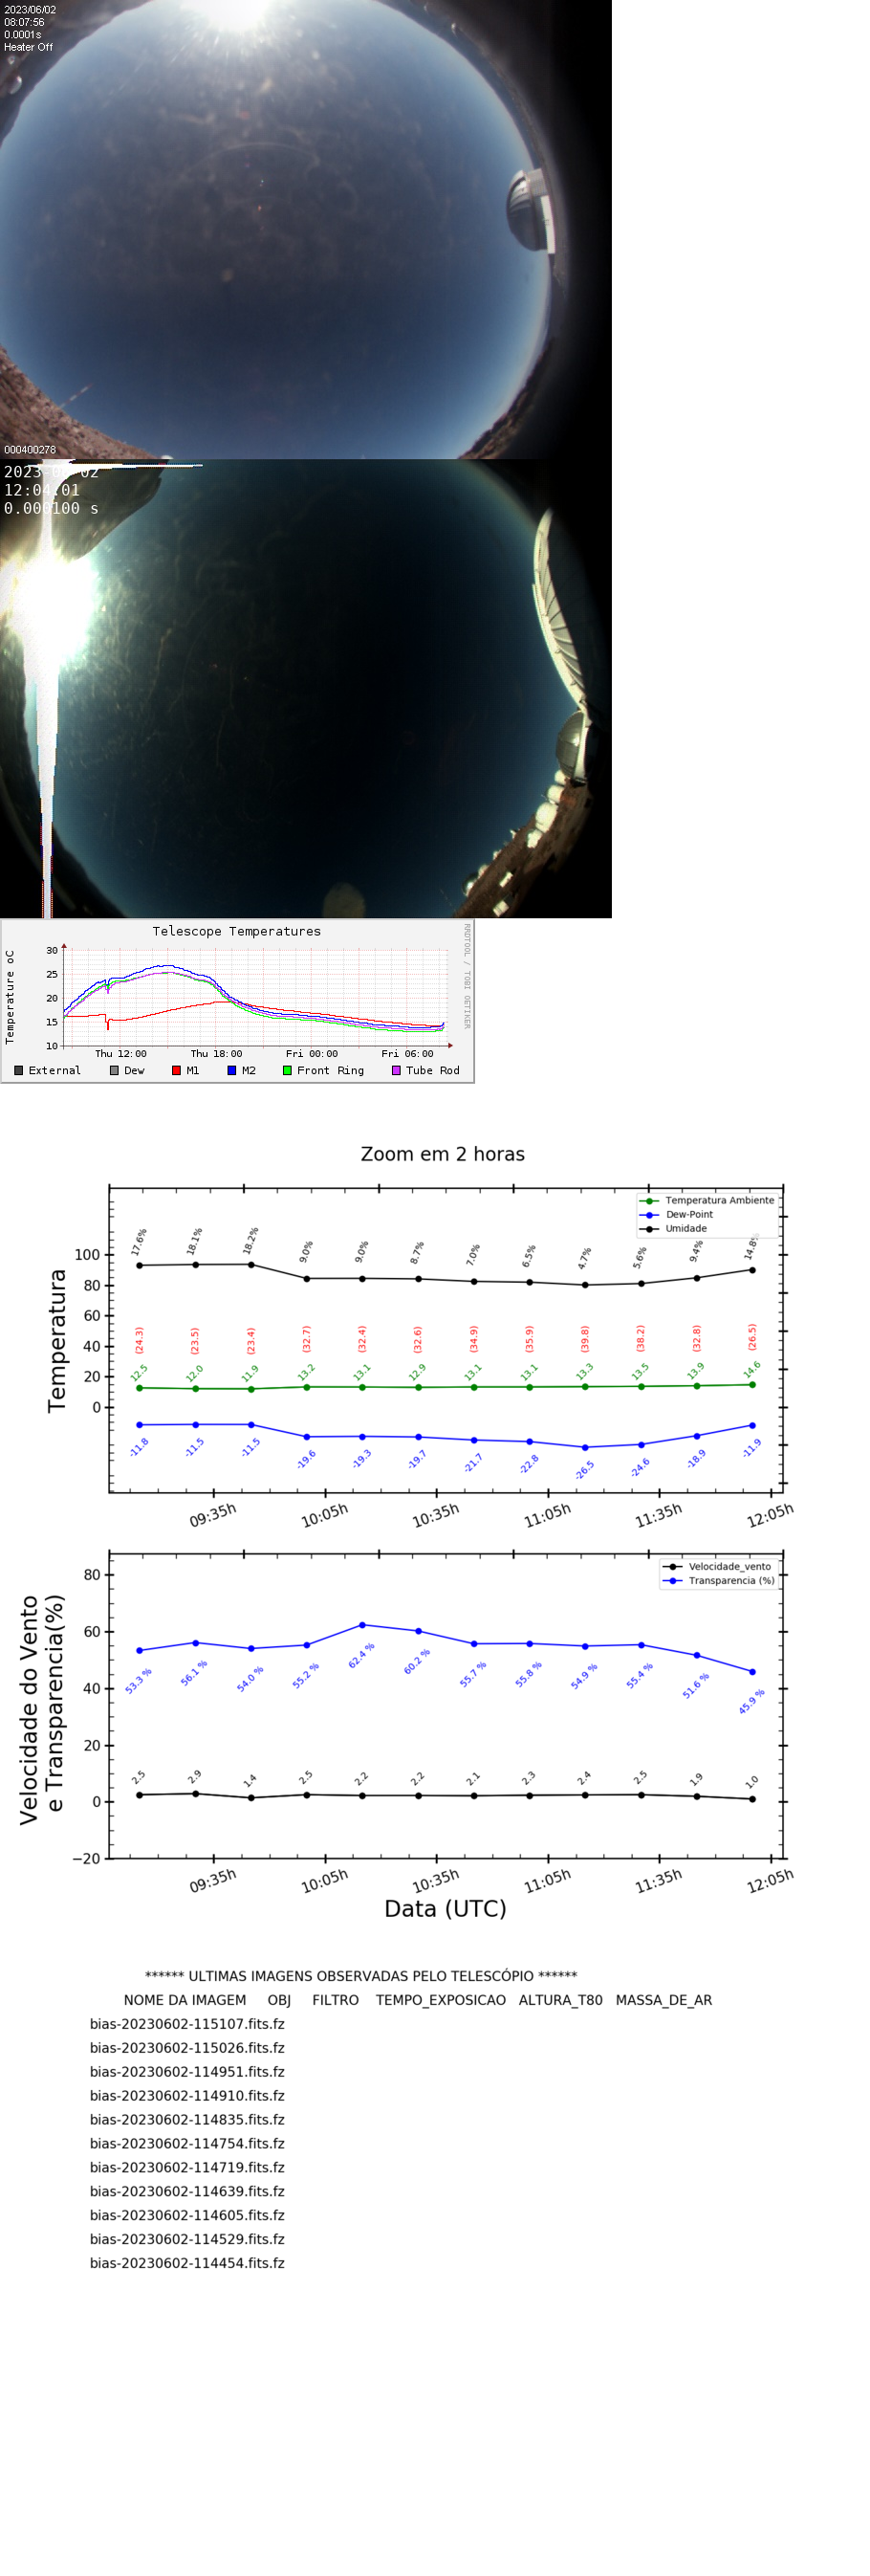 2023/06/02
08:07:56
0.0001s
Heater Off
000400278
2023 02
12:04:01
0.000100 s
Telescope Temperatures
Temperature oC
RRDTOOL / TOBI OETIKER
30
25
20
15
10
Thu 12:00 Thu 18:00 Fri 00:00 Fri 06:00
External Dew M1 M2 Front Ring Tube Rod
Zoom em 2 horas
Temperatura
Temperatura Ambiente
Dew-Point
Umidade
100
80
60
40
20
0
17.6% 18.1% 18.2% 9.0% 9.0% 8.7% 7.0% 6.5% 4.7% 5.6% 9.4% 14.8%
(24.3) (23.5) (23.4) (32.7) (32.4) (32.6) (34.9) (35.9) (39.8) (38.2) (32.8) (26.5)
12.5 12.0 11.9 13.2 13.1 12.9 13.1 13.1 13.3 13.5 13.9 14.6
-11.8 -11.5 -11.5 -19.6 -19.3 -19.7 -21.7 -22.8 -26.5 -24.6 -18.9 -11.9
09:35h 10:05h 10:35h 11:05h 11:35h 12:05h
Velocidade do Vento
e Transparencia(%)
Velocidade_vento
Transparencia (%)
80
60
40
20
0
−20
53.3 % 56.1 % 54.0 % 55.2 % 62.4 % 60.2 % 55.7 % 55.8 % 54.9 % 55.4 % 51.6 % 45.9 %
2.5 2.9 1.4 2.5 2.2 2.2 2.1 2.3 2.4 2.5 1.9 1.0
09:35h 10:05h 10:35h 11:05h 11:35h 12:05h
Data (UTC)
****** ULTIMAS IMAGENS OBSERVADAS PELO TELESCÓPIO ******
NOME DA IMAGEM OBJ FILTRO TEMPO_EXPOSICAO ALTURA_T80 MASSA_DE_AR
bias-20230602-115107.fits.fz
bias-20230602-115026.fits.fz
bias-20230602-114951.fits.fz
bias-20230602-114910.fits.fz
bias-20230602-114835.fits.fz
bias-20230602-114754.fits.fz
bias-20230602-114719.fits.fz
bias-20230602-114639.fits.fz
bias-20230602-114605.fits.fz
bias-20230602-114529.fits.fz
bias-20230602-114454.fits.fz